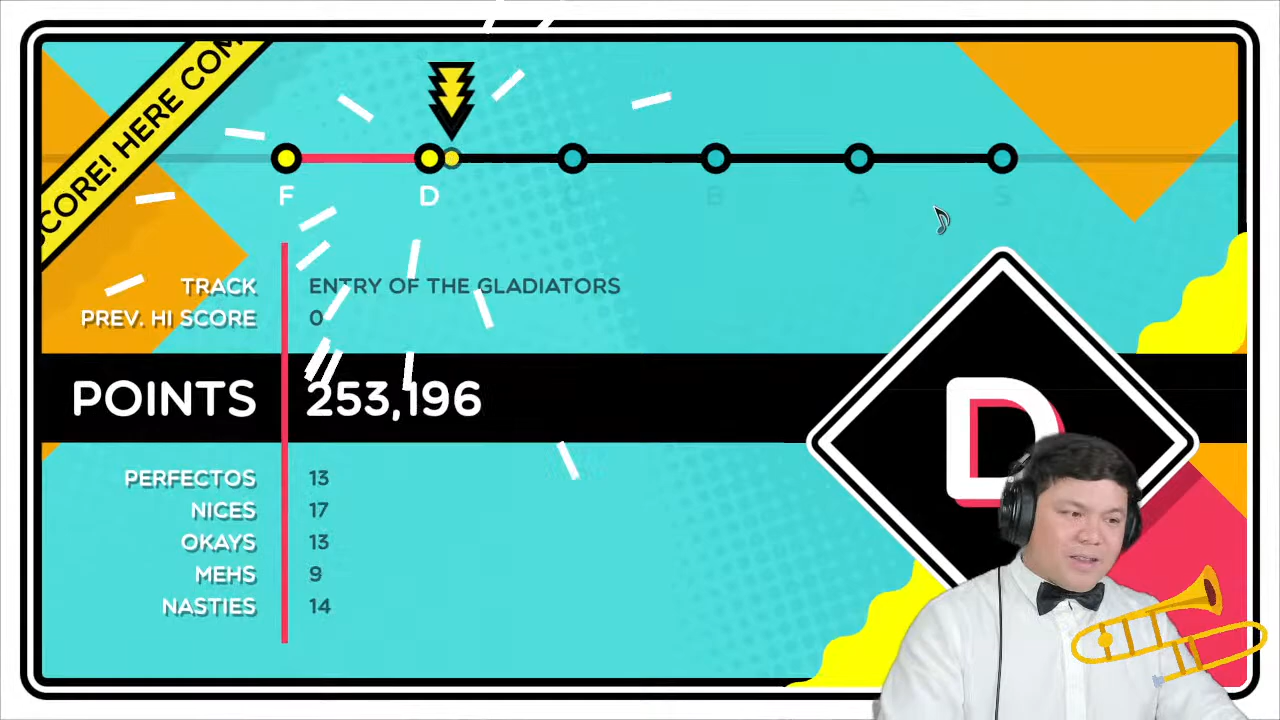 SCORE! HERE COM
F D C B A S
TRACK ENTRY OF THE GLADIATORS
PREV. HI SCORE 0
POINTS 253,196
D
PERFECTOS 13
NICES 17
OKAYS 13
MEHS 9
NASTIES 14